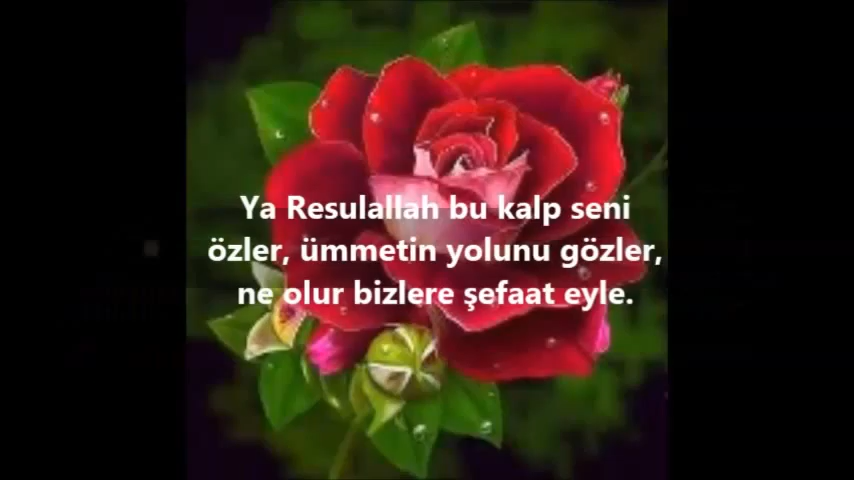 Ya Resulallah bu kalp seni
özler, ümmetin yolunu gözler,
ne olur bizlere şefaat eyle.